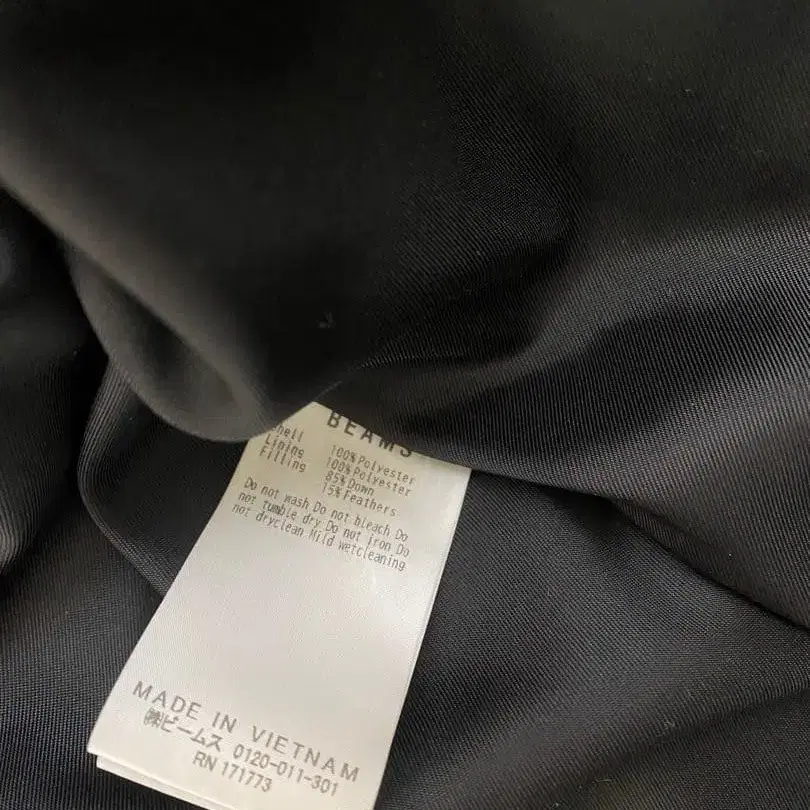 BEAMS
Shell 100%Polyester
Lining 100%Polyester
Filling 85%Down
15%Feathers
Do not wash Do not bleach Do
not tumble dry Do not iron Do
not dryclean Mild wetcleaning
MADE IN VIETNAM
㈱ビームス 0120-011-301
RN 171773